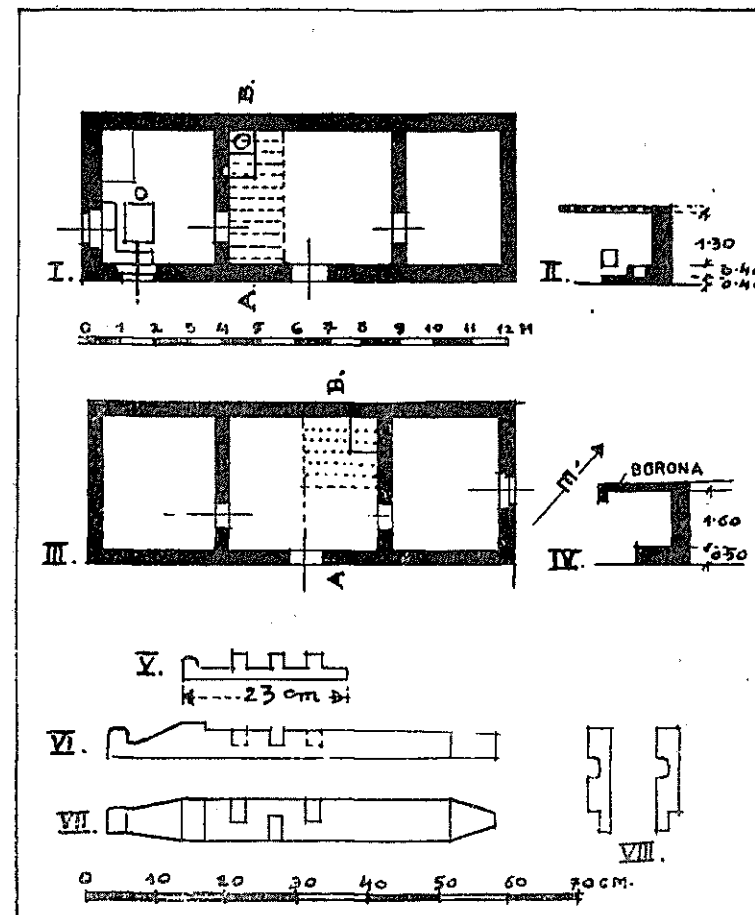 B.
I.
A.
II.
1·30
0·40
0·40
0 1 2 3 4 5 6 7 8 9 10 11 12 M
B.
III.
A
M.
BORONA
1·60
0·50
IV.
V.
23 cm
VI.
VII.
VIII.
0 10 20 30 40 50 60 70 CM.